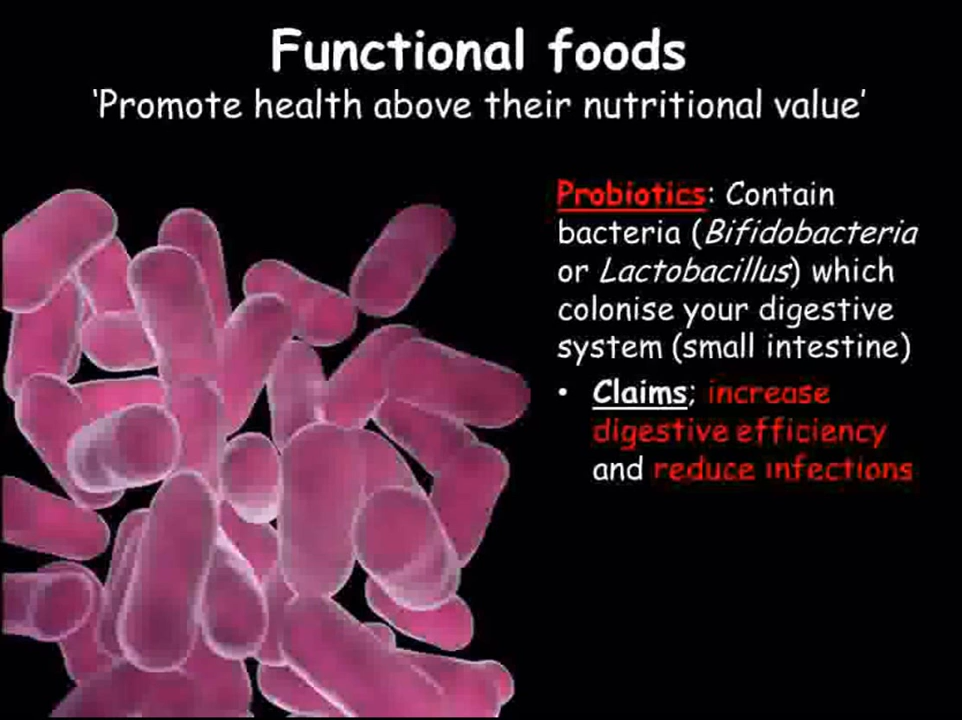 Functional foods
‘Promote health above their nutritional value’
Probiotics: Contain
bacteria (Bifidobacteria
or Lactobacillus) which
colonise your digestive
system (small intestine)
• Claims; increase
digestive efficiency
and reduce infections